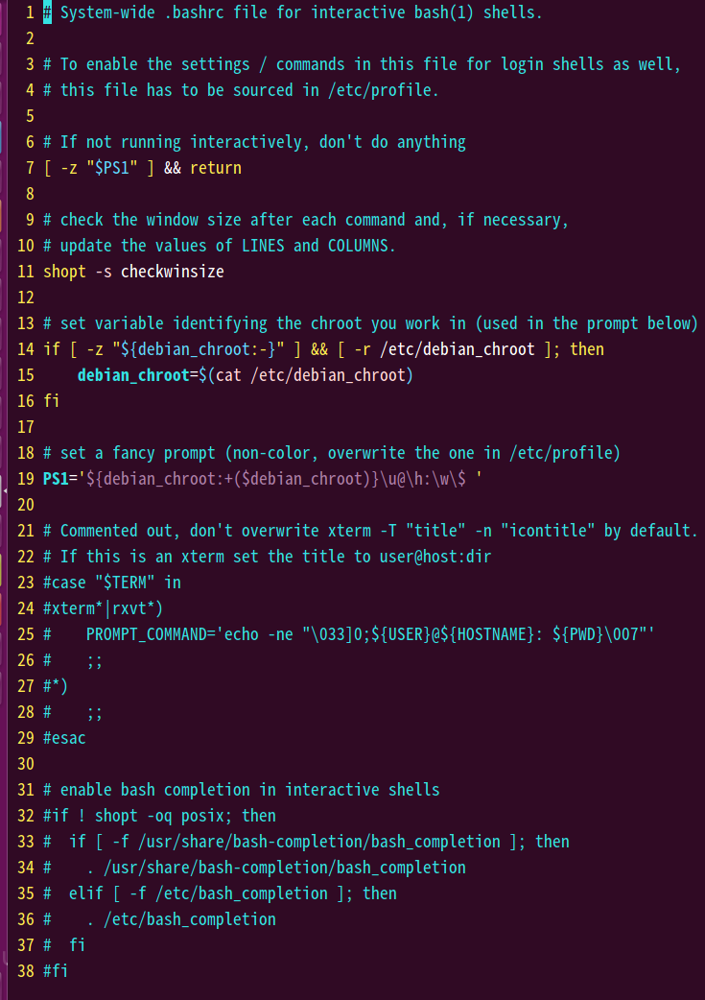 1 # System-wide .bashrc file for interactive bash(1) shells.
2
3 # To enable the settings / commands in this file for login shells as well,
4 # this file has to be sourced in /etc/profile.
5
6 # If not running interactively, don't do anything
7 [ -z "$PS1" ] && return
8
9 # check the window size after each command and, if necessary,
10 # update the values of LINES and COLUMNS.
11 shopt -s checkwinsize
12
13 # set variable identifying the chroot you work in (used in the prompt below)
14 if [ -z "${debian_chroot:-}" ] && [ -r /etc/debian_chroot ]; then
15     debian_chroot=$(cat /etc/debian_chroot)
16 fi
17
18 # set a fancy prompt (non-color, overwrite the one in /etc/profile)
19 PS1='${debian_chroot:+($debian_chroot)}\u@\h:\w\$ '
20
21 # Commented out, don't overwrite xterm -T "title" -n "icontitle" by default.
22 # If this is an xterm set the title to user@host:dir
23 #case "$TERM" in
24 #xterm*|rxvt*)
25 #    PROMPT_COMMAND='echo -ne "\033]0;${USER}@${HOSTNAME}: ${PWD}\007"'
26 #    ;;
27 #*)
28 #    ;;
29 #esac
30
31 # enable bash completion in interactive shells
32 #if ! shopt -oq posix; then
33 #  if [ -f /usr/share/bash-completion/bash_completion ]; then
34 #    . /usr/share/bash-completion/bash_completion
35 #  elif [ -f /etc/bash_completion ]; then
36 #    . /etc/bash_completion
37 #  fi
38 #fi